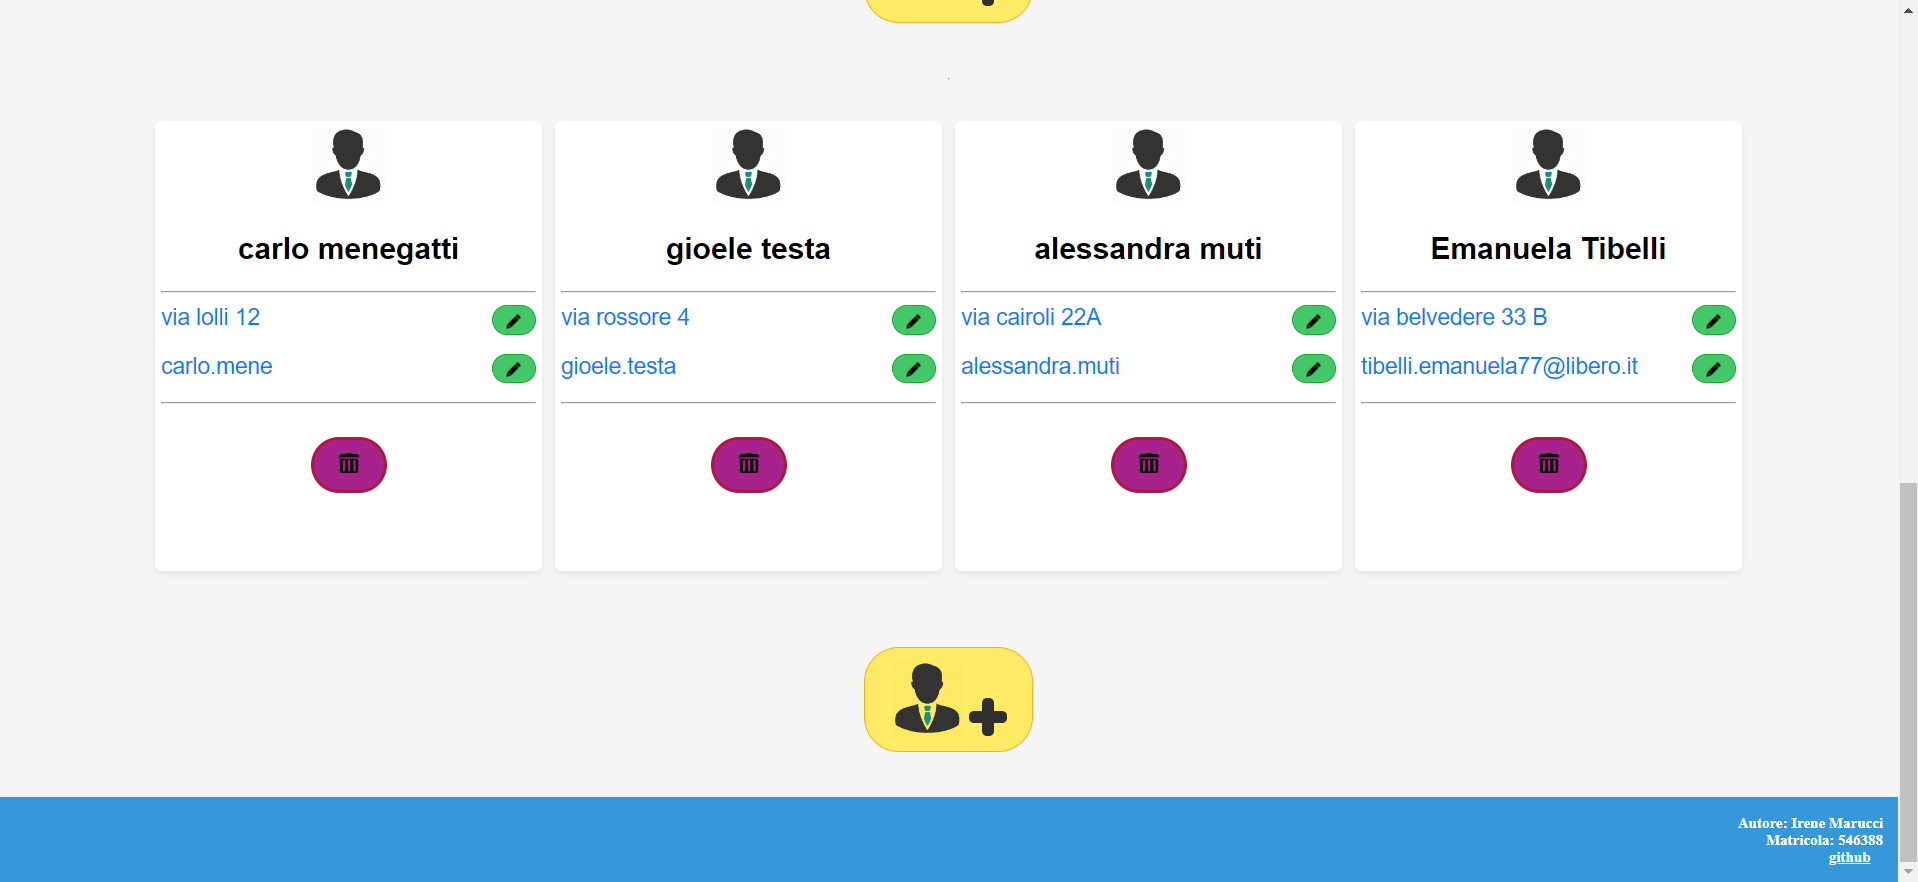 carlo menegatti
via lolli 12
carlo.mene
gioele testa
via rossore 4
gioele.testa
alessandra muti
via cairoli 22A
alessandra.muti
Emanuela Tibelli
via belvedere 33 B
tibelli.emanuela77@libero.it
Autore: Irene Marucci
Matricola: 546388
github